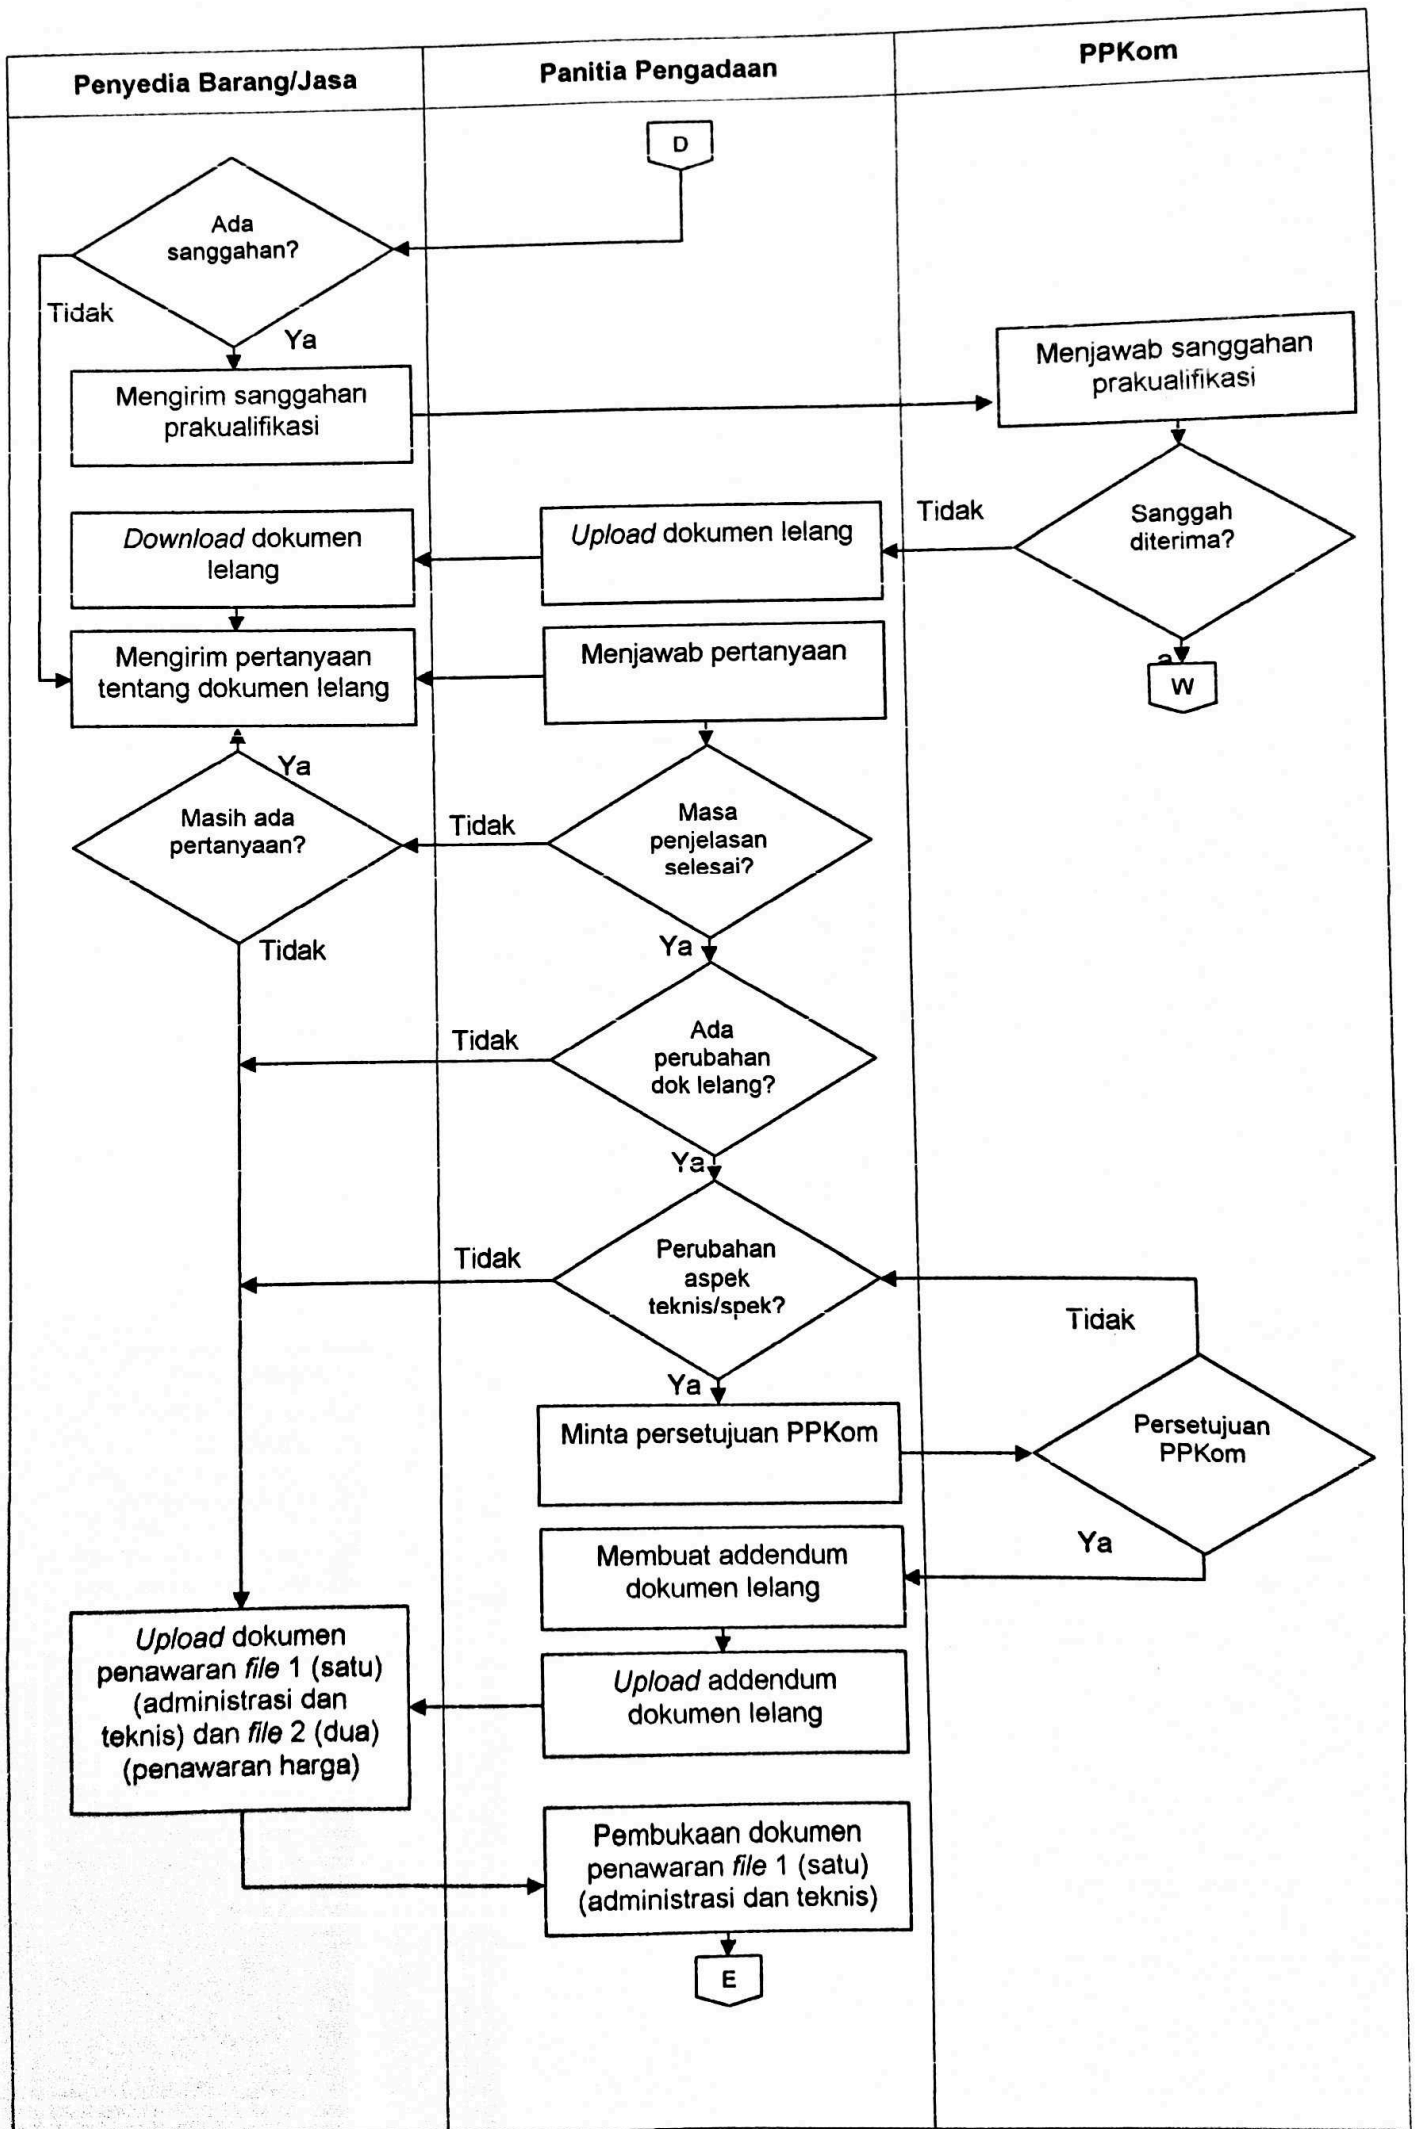 Penyedia Barang/Jasa
Panitia Pengadaan
PPKom
D
Ada
sanggahan?
Tidak
Ya
Mengirim sanggahan
prakualifikasi
Menjawab sanggahan
prakualifikasi
Download dokumen
lelang
Upload dokumen lelang
Tidak
Sanggah
diterima?
Mengirim pertanyaan
tentang dokumen lelang
Menjawab pertanyaan
a
W
Ya
Masih ada
pertanyaan?
Tidak
Masa
penjelasan
selesai?
Tidak
Ya
Tidak
Ada
perubahan
dok lelang?
Ya
Tidak
Perubahan
aspek
teknis/spek?
Tidak
Ya
Minta persetujuan PPKom
Persetujuan
PPKom
Ya
Membuat addendum
dokumen lelang
Upload dokumen
penawaran file 1 (satu)
(administrasi dan
teknis) dan file 2 (dua)
(penawaran harga)
Upload addendum
dokumen lelang
Pembukaan dokumen
penawaran file 1 (satu)
(administrasi dan teknis)
E